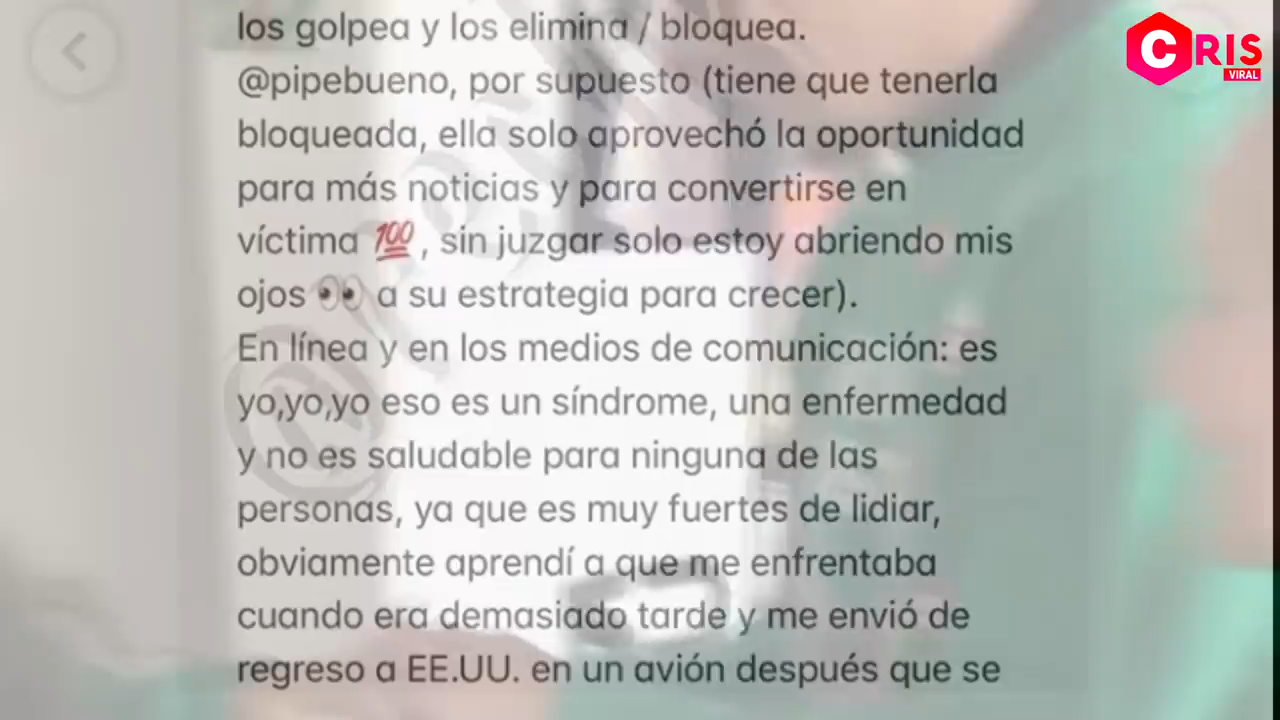 los golpea y los elimina / bloquea.
@pipebueno, por supuesto (tiene que tenerla
bloqueada, ella solo aprovechó la oportunidad
para más noticias y para convertirse en
víctima 💯, sin juzgar solo estoy abriendo mis
ojos 👀 a su estrategia para crecer).
En línea y en los medios de comunicación: es
yo,yo,yo eso es un síndrome, una enfermedad
y no es saludable para ninguna de las
personas, ya que es muy fuertes de lidiar,
obviamente aprendí a que me enfrentaba
cuando era demasiado tarde y me envió de
regreso a EE.UU. en un avión después que se
CRIS
VIRAL